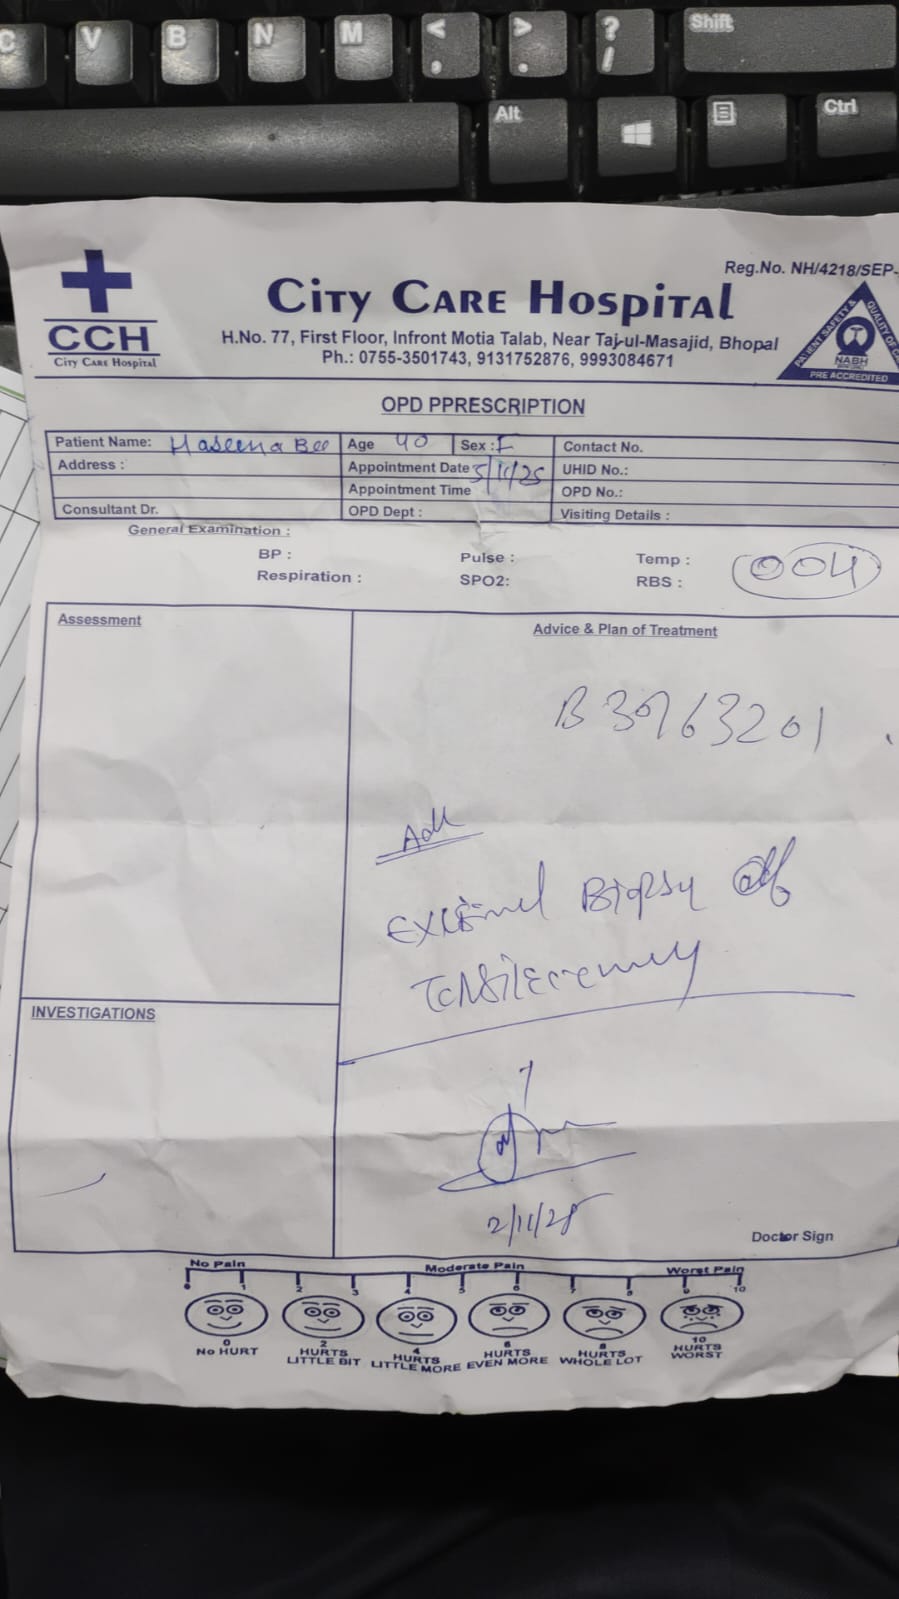 C V B N M < , > . ? / Shift
Alt Ctrl
Reg.No. NH/4218/SEP-
CCH
City Care Hospital
City Care Hospital
H.No. 77, First Floor, Infront Motia Talab, Near Taj-ul-Masajid, Bhopal
Ph.: 0755-3501743, 9131752876, 9993084671
PATIENT SAFETY & QUALITY OF C
NABH
PRE ACCREDITED
OPD PPRESCRIPTION
Patient Name: Haseena Bee Age 40 Sex : F Contact No.
Address : Appointment Date 5/11/25 UHID No.:
Appointment Time OPD No.:
Consultant Dr. OPD Dept : Visiting Details :
General Examination :
BP : Pulse : Temp : 004
Respiration : SPO2: RBS :
Assessment
Advice & Plan of Treatment
B3963201
Adv
Excisional Biopsy
INVESTIGATIONS
2/11/25
Doctor Sign
No Pain Moderate Pain Worst Pain
0 1 2 3 4 5 6 7 8 9 10
0 2 4 6 8 10
No HURT HURTS LITTLE BIT HURTS LITTLE MORE HURTS EVEN MORE HURTS WHOLE LOT HURTS WORST